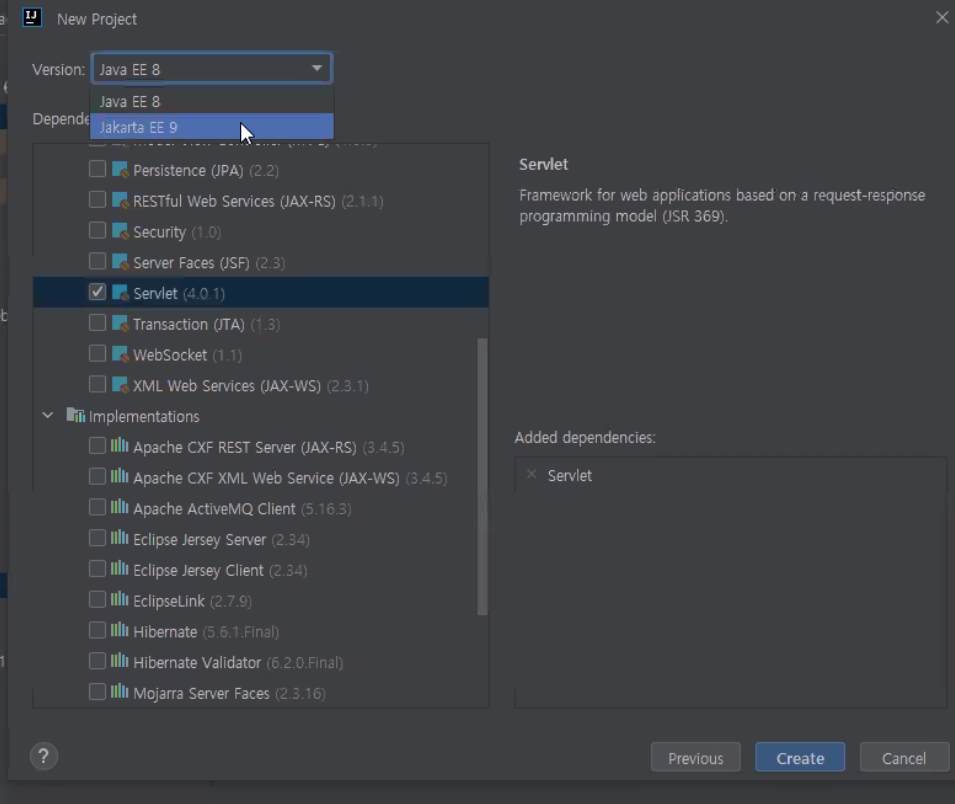 IJ New Project
Version: Java EE 8
Java EE 8
Jakarta EE 9
Depende
Persistence (JPA) (2.2)
RESTful Web Services (JAX-RS) (2.1.1)
Security (1.0)
Server Faces (JSF) (2.3)
Servlet (4.0.1)
Transaction (JTA) (1.3)
WebSocket (1.1)
XML Web Services (JAX-WS) (2.3.1)
Implementations
Apache CXF REST Server (JAX-RS) (3.4.5)
Apache CXF XML Web Service (JAX-WS) (3.4.5)
Apache ActiveMQ Client (5.16.3)
Eclipse Jersey Server (2.34)
Eclipse Jersey Client (2.34)
EclipseLink (2.7.9)
Hibernate (5.6.1.Final)
Hibernate Validator (6.2.0.Final)
Mojarra Server Faces (2.3.16)
Servlet
Framework for web applications based on a request-response
programming model (JSR 369).
Added dependencies:
Servlet
? Previous Create Cancel